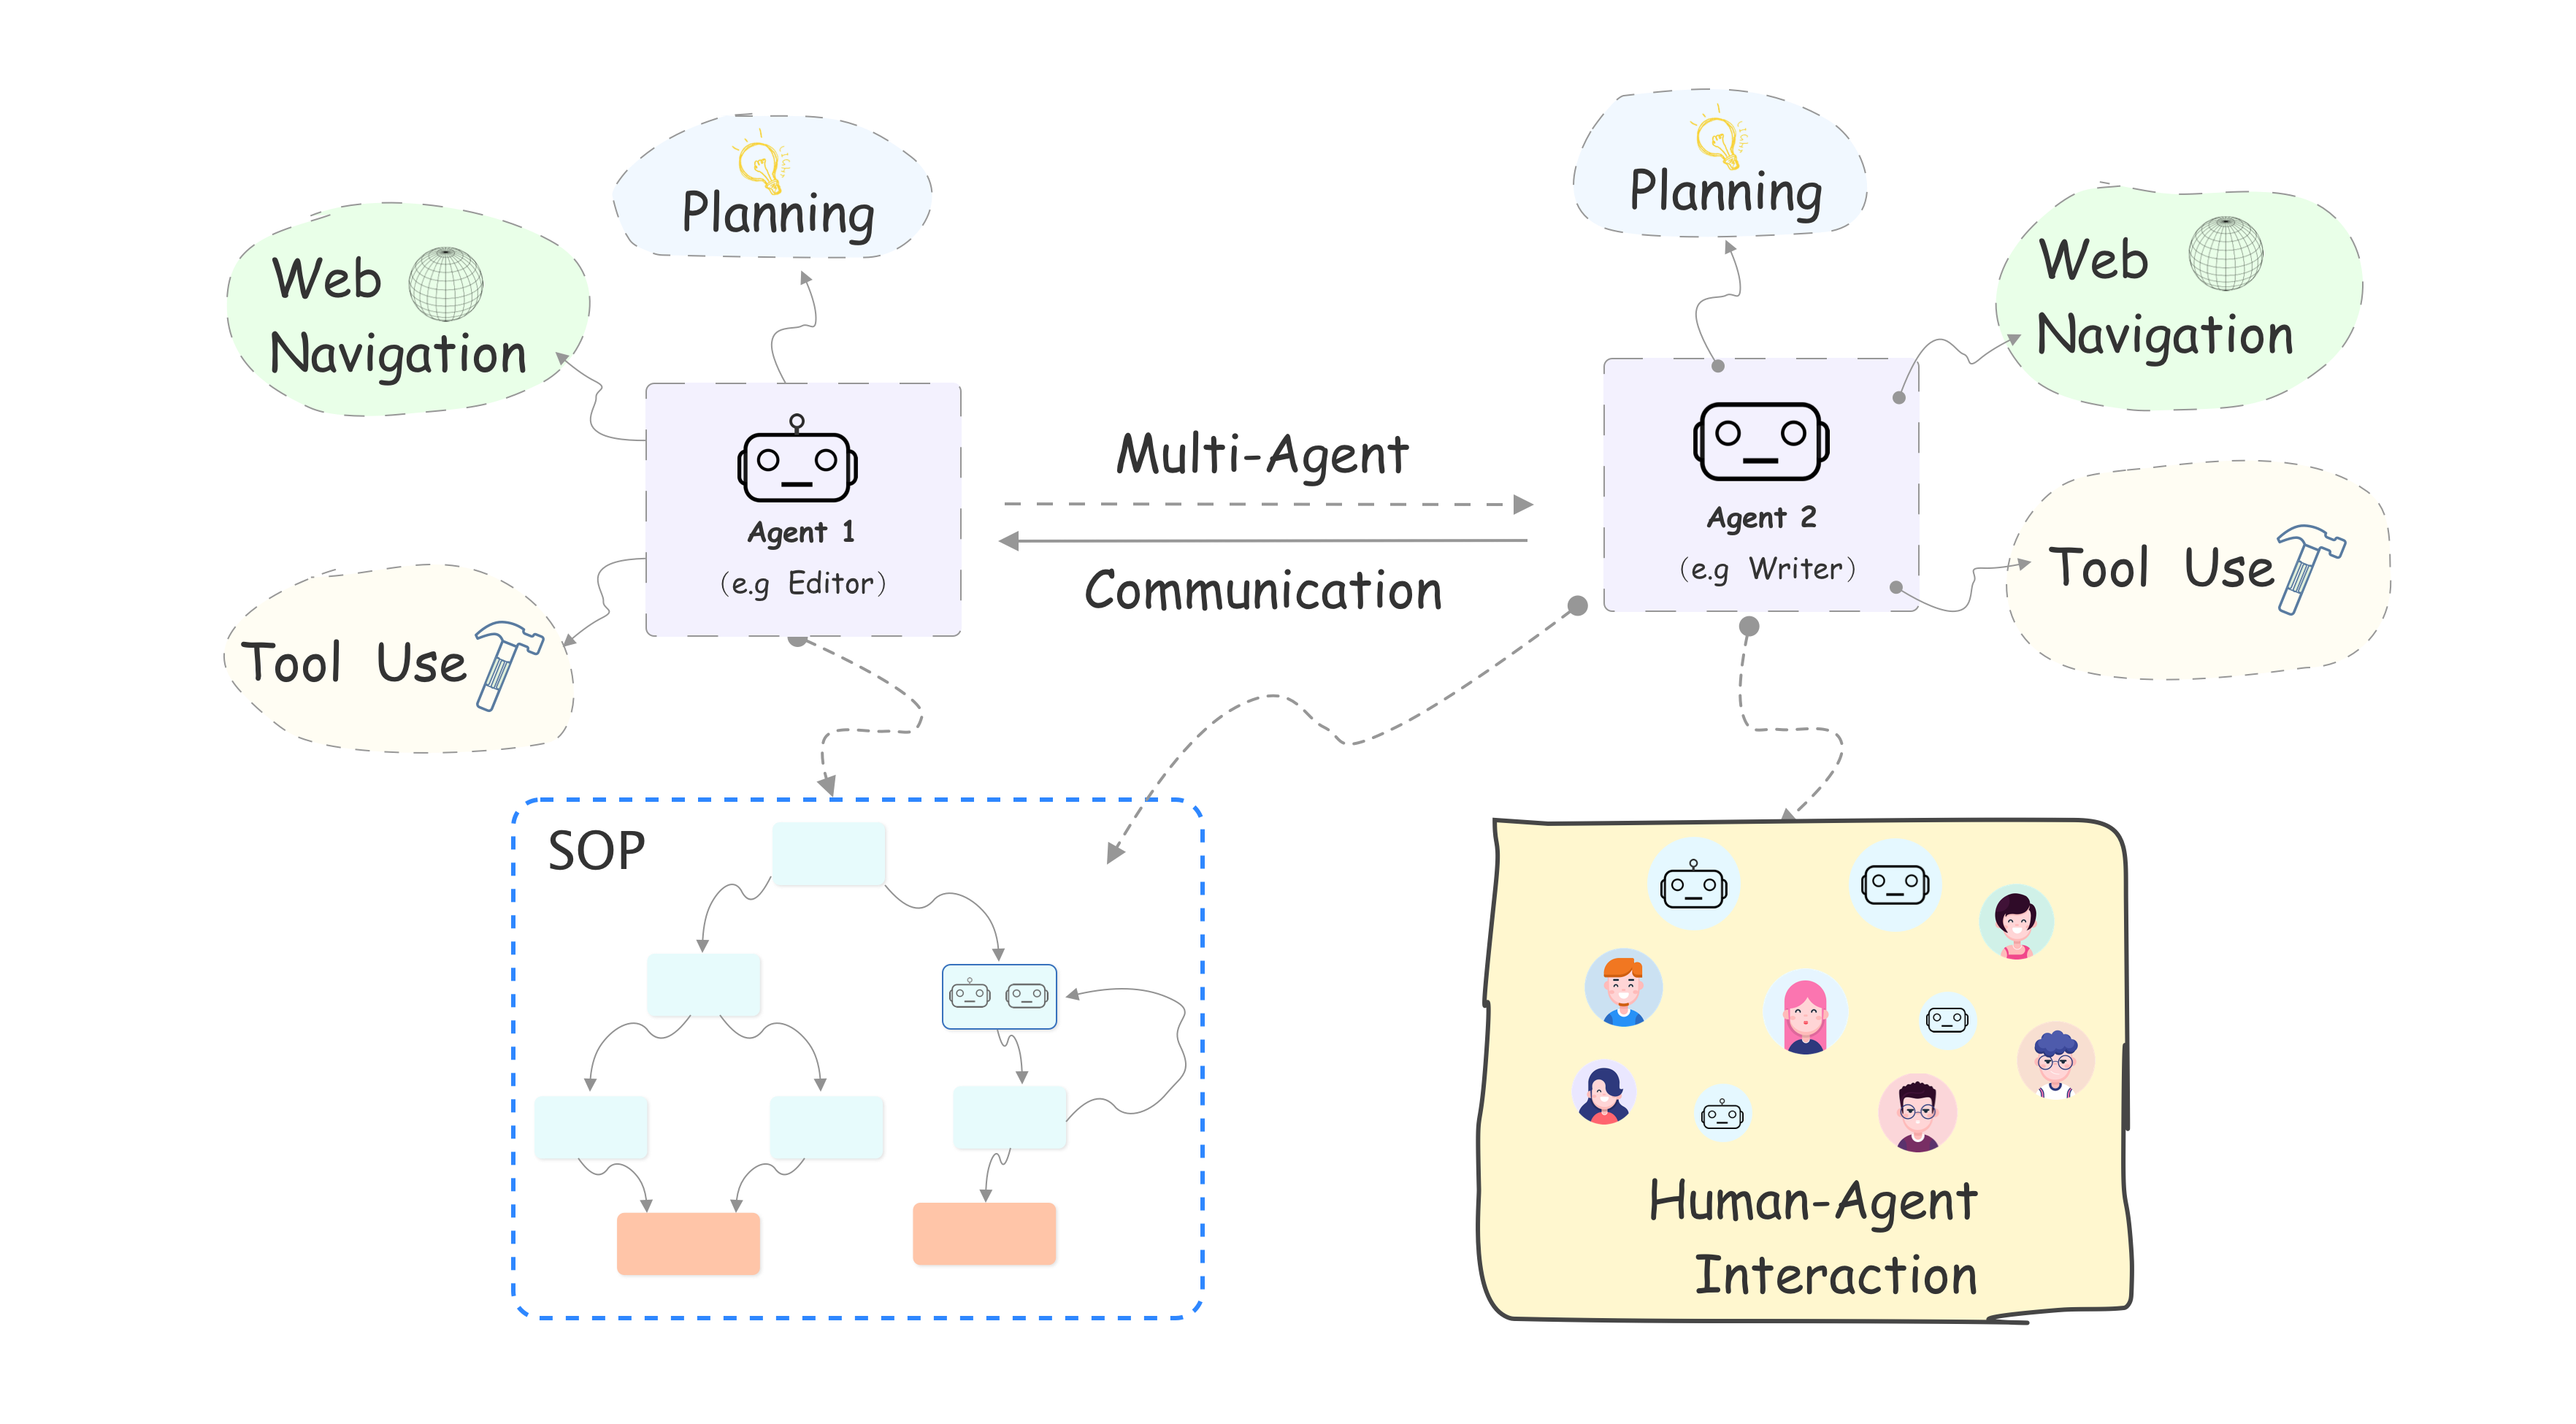 Planning
Web
Navigation
Agent 1
(e.g Editor)
Tool Use
Multi-Agent
Communication
Planning
Web
Navigation
Agent 2
(e.g Writer)
Tool Use
SOP
Human-Agent
Interaction